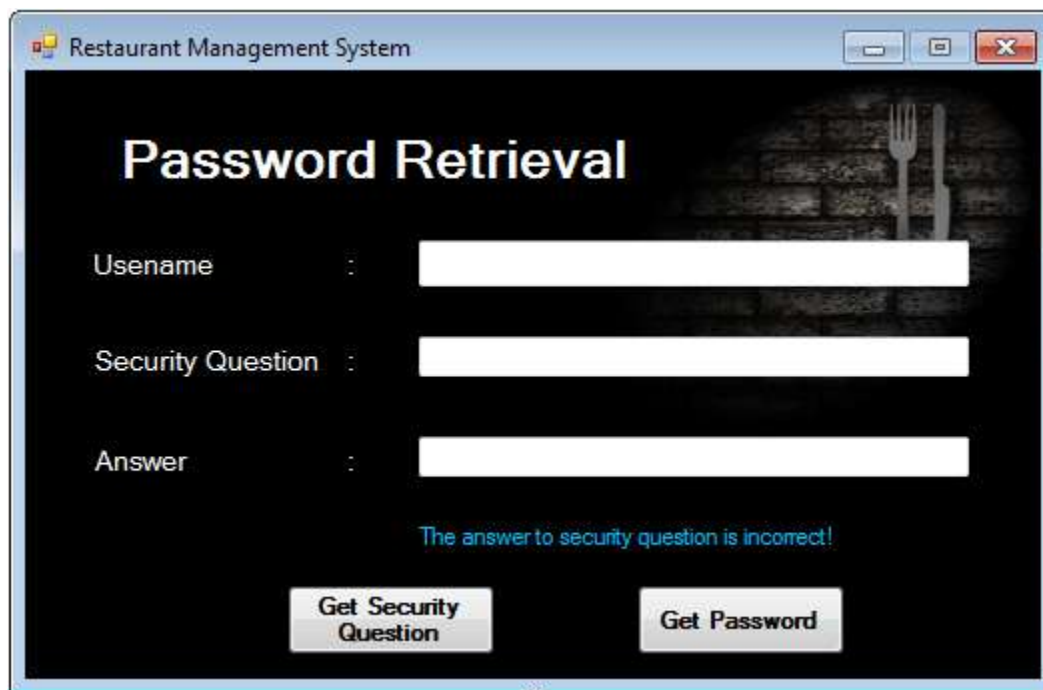 Restaurant Management System
Password Retrieval
Usename :
Security Question :
Answer :
The answer to security question is incorrect!
Get Security
Question
Get Password